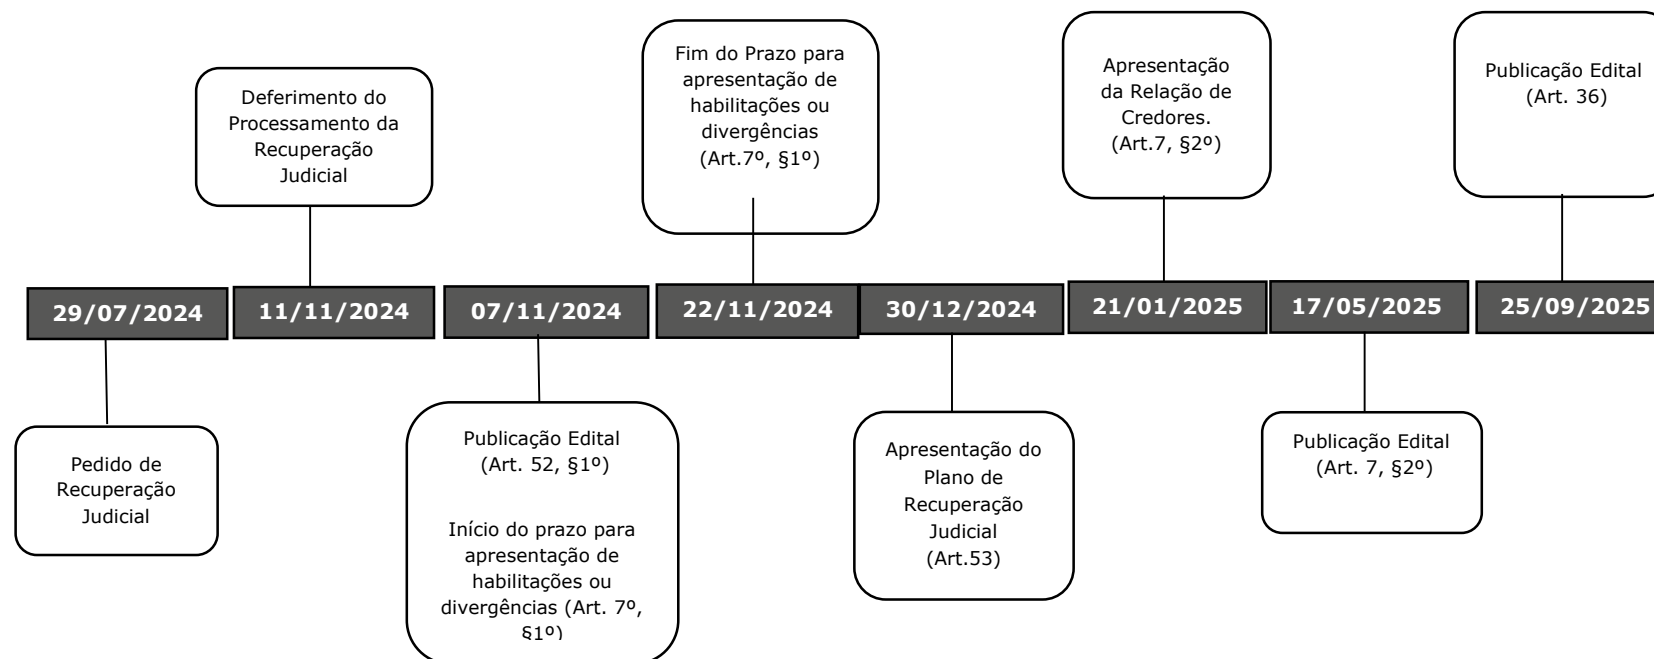 Deferimento do
Processamento da
Recuperação
Judicial
Fim do Prazo para
apresentação de
habilitações ou
divergências
(Art.7º, §1º)
Apresentação
da Relação de
Credores.
(Art.7, §2º)
Publicação Edital
(Art. 36)
29/07/2024
11/11/2024
07/11/2024
22/11/2024
30/12/2024
21/01/2025
17/05/2025
25/09/2025
Pedido de
Recuperação
Judicial
Publicação Edital
(Art. 52, §1º)
Início do prazo para
apresentação de
habilitações ou
divergências (Art. 7º,
§1º)
Apresentação do
Plano de
Recuperação
Judicial
(Art.53)
Publicação Edital
(Art. 7, §2º)